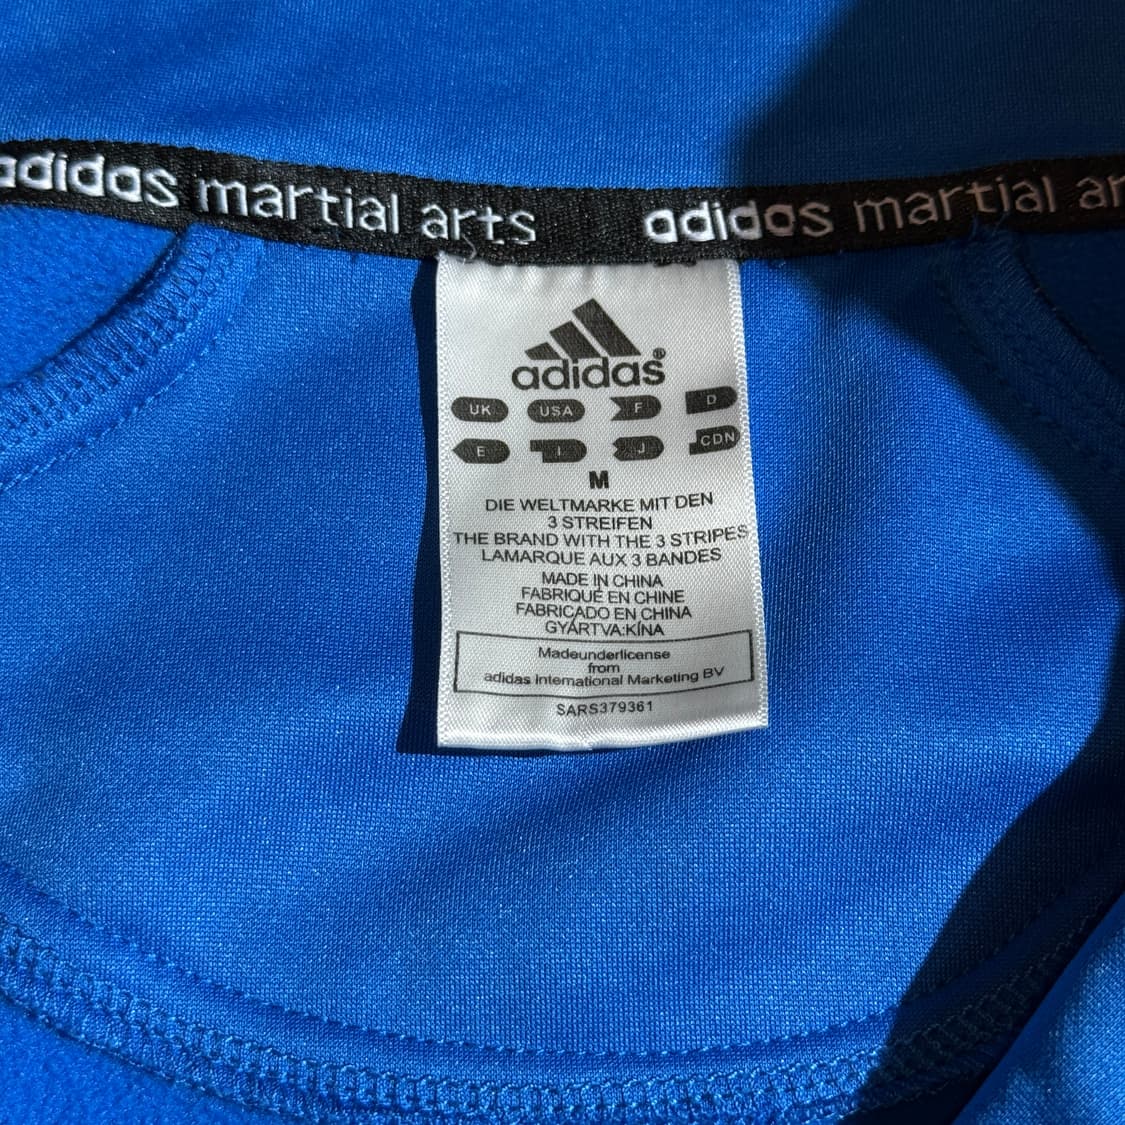 adidas martial arts adidas martial ar
adidas®
UK USA F D
E I J CDN
M
DIE WELTMARKE MIT DEN
3 STREIFEN
THE BRAND WITH THE 3 STRIPES
LAMARQUE AUX 3 BANDES
MADE IN CHINA
FABRIQUÉ EN CHINE
FABRICADO EN CHINA
GYÁRTVA:KÍNA
Madeunderlicense
from
adidas International Marketing BV
SARS379361